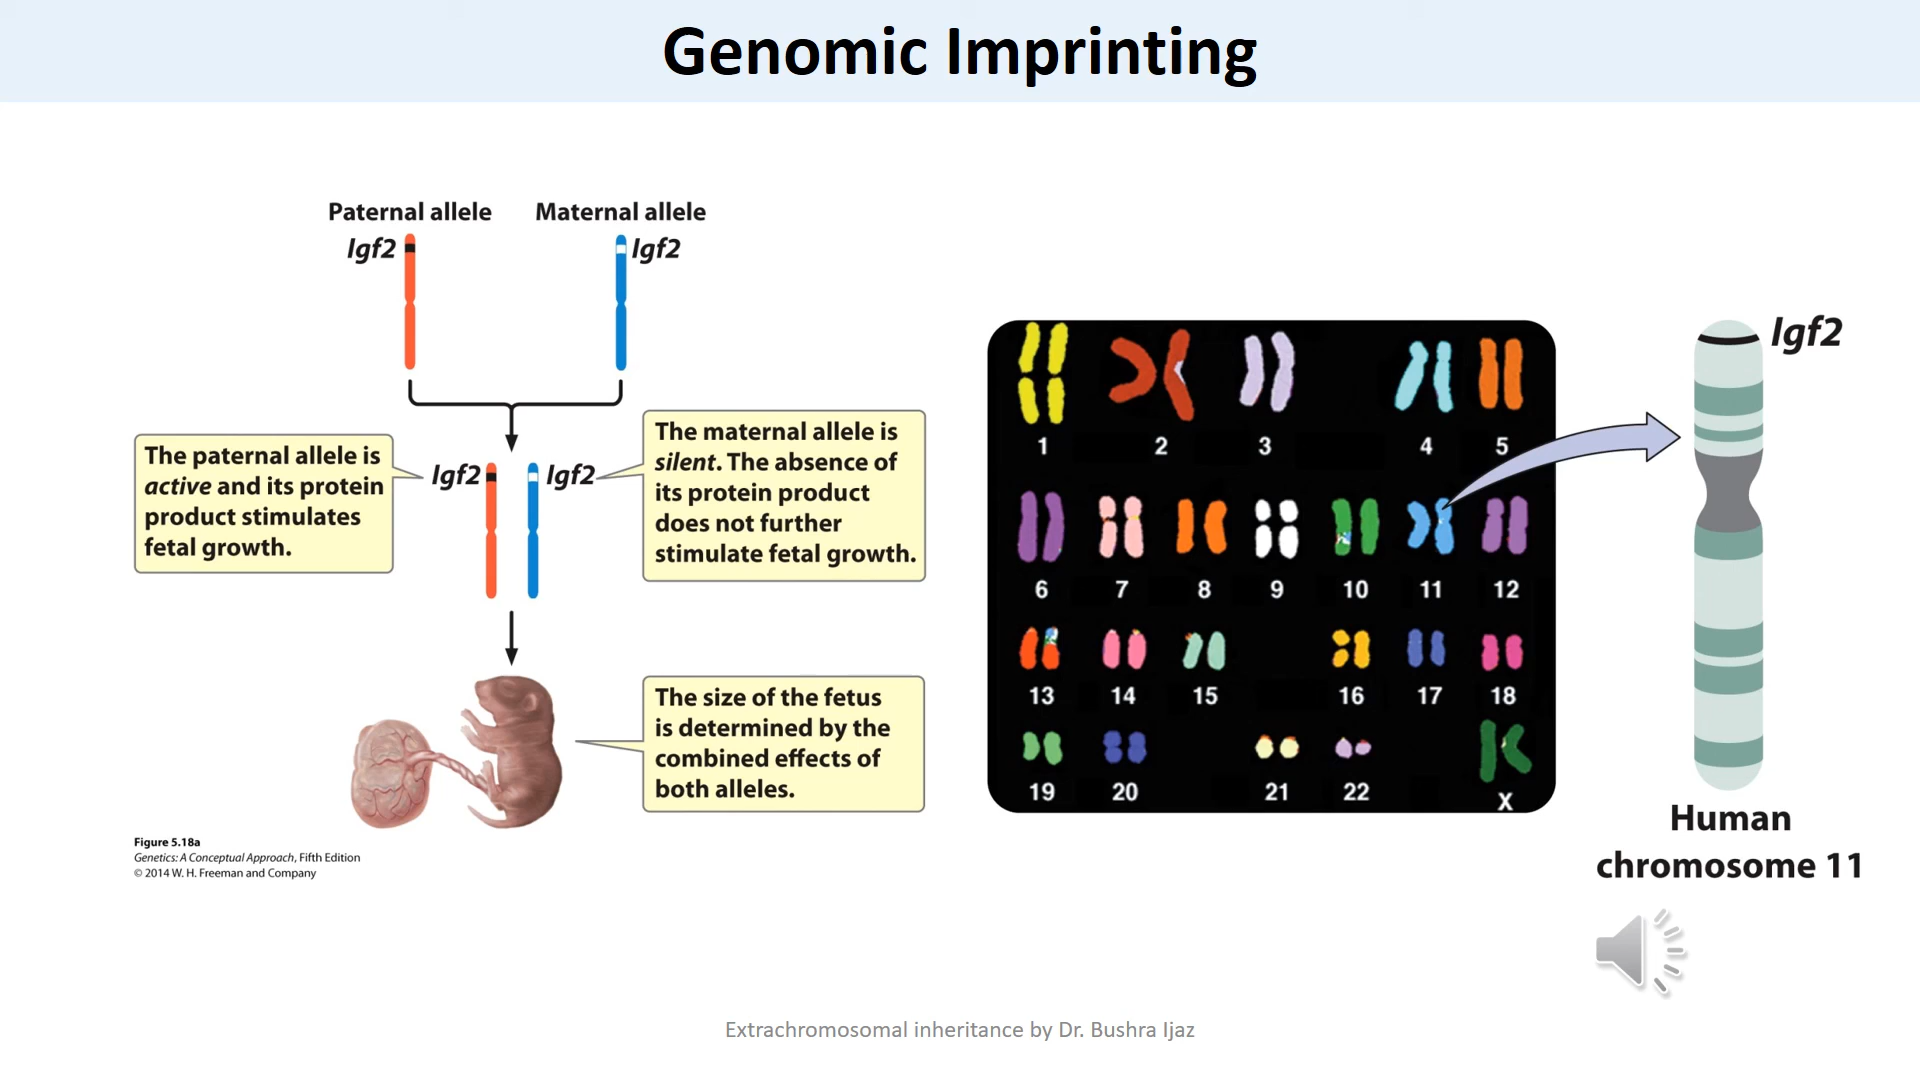 Genomic Imprinting
Paternal allele
Maternal allele
Igf2
Igf2
The paternal allele is
active and its protein
product stimulates
fetal growth.
Igf2
Igf2
The maternal allele is
silent. The absence of
its protein product
does not further
stimulate fetal growth.
The size of the fetus
is determined by the
combined effects of
both alleles.
Figure 5.18a
Genetics: A Conceptual Approach, Fifth Edition
© 2014 W. H. Freeman and Company
1 2 3 4 5
6 7 8 9 10 11 12
13 14 15 16 17 18
19 20 21 22 X
Igf2
Human
chromosome 11
Extrachromosomal inheritance by Dr. Bushra Ijaz